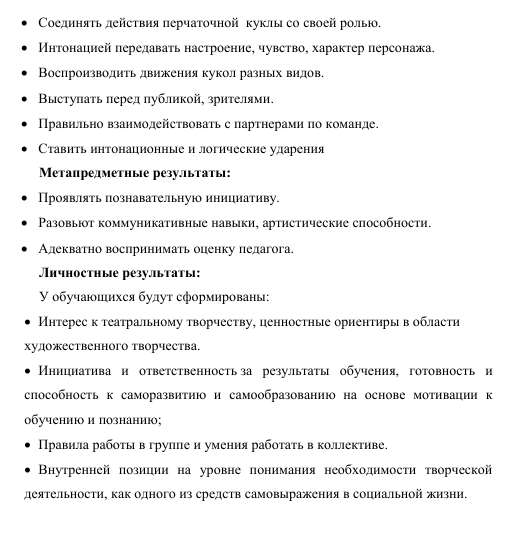 • Соединять действия перчаточной куклы со своей ролью.
• Интонацией передавать настроение, чувство, характер персонажа.
• Воспроизводить движения кукол разных видов.
• Выступать перед публикой, зрителями.
• Правильно взаимодействовать с партнерами по команде.
• Ставить интонационные и логические ударения
Метапредметные результаты:
• Проявлять познавательную инициативу.
• Разовьют коммуникативные навыки, артистические способности.
• Адекватно воспринимать оценку педагога.
Личностные результаты:
У обучающихся будут сформированы:
• Интерес к театральному творчеству, ценностные ориентиры в области
художественного творчества.
• Инициатива и ответственность за результаты обучения, готовность и
способность к саморазвитию и самообразованию на основе мотивации к
обучению и познанию;
• Правила работы в группе и умения работать в коллективе.
• Внутренней позиции на уровне понимания необходимости творческой
деятельности, как одного из средств самовыражения в социальной жизни.